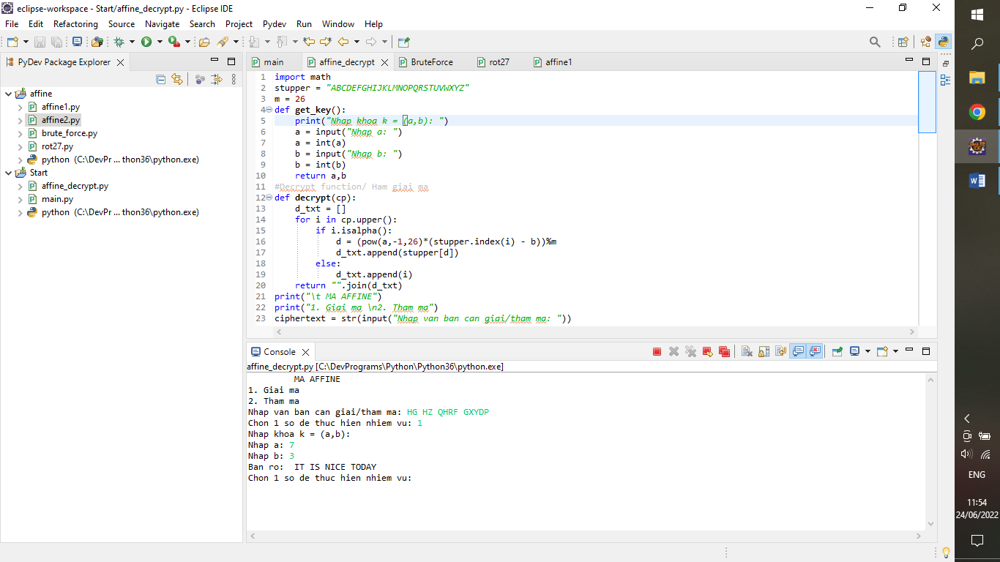 eclipse-workspace - Start/affine_decrypt.py - Eclipse IDE
File Edit Refactoring Source Navigate Search Project Pydev Run Window Help
PyDev Package Explorer
affine
affine1.py
affine2.py
brute_force.py
rot27.py
python (C:\DevPr ... thon36\python.exe)
Start
affine_decrypt.py
main.py
python (C:\DevPr ... thon36\python.exe)
main affine_decrypt BruteForce rot27 affine1
1 import math
2 stupper = "ABCDEFGHIJKLMNOPQRSTUVWXYZ"
3 m = 26
4 def get_key():
5 print("Nhap khoa k = (a,b): ")
6 a = input("Nhap a: ")
7 a = int(a)
8 b = input("Nhap b: ")
9 b = int(b)
10 return a,b
11 #Decrypt function/ Ham giai ma
12 def decrypt(cp):
13 d_txt = []
14 for i in cp.upper():
15 if i.isalpha():
16 d = (pow(a,-1,26)*(stupper.index(i) - b))%m
17 d_txt.append(stupper[d])
18 else:
19 d_txt.append(i)
20 return "".join(d_txt)
21 print("\t MA AFFINE")
22 print("1. Giai ma \n2. Tham ma")
23 ciphertext = str(input("Nhap van ban can giai/tham ma: "))
Console
affine_decrypt.py [C:\DevPrograms\Python\Python36\python.exe]
MA AFFINE
1. Giai ma
2. Tham ma
Nhap van ban can giai/tham ma: HG HZ QHRF GXYDP
Chon 1 so de thuc hien nhiem vu: 1
Nhap khoa k = (a,b):
Nhap a: 7
Nhap b: 3
Ban ro: IT IS NICE TODAY
Chon 1 so de thuc hien nhiem vu:
ENG
11:54
24/06/2022